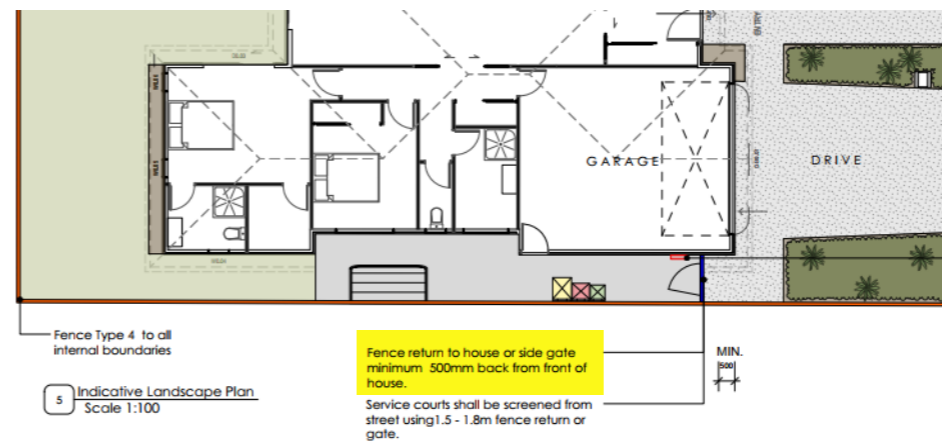 GARAGE
DRIVE
Fence Type 4 to all
internal boundaries
Fence return to house or side gate
minimum 500mm back from front of
house.
MIN.
500
5
Indicative Landscape Plan
Scale 1:100
Service courts shall be screened from
street using1.5 - 1.8m fence return or
gate.